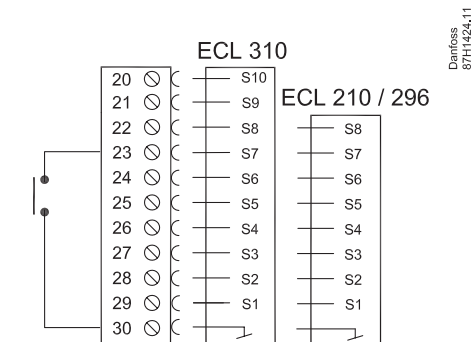 Danfoss
87H1424.11
ECL 310
ECL 210 / 296
20 S10
21 S9
22 S8 S8
23 S7 S7
24 S6 S6
25 S5 S5
26 S4 S4
27 S3 S3
28 S2 S2
29 S1 S1
30